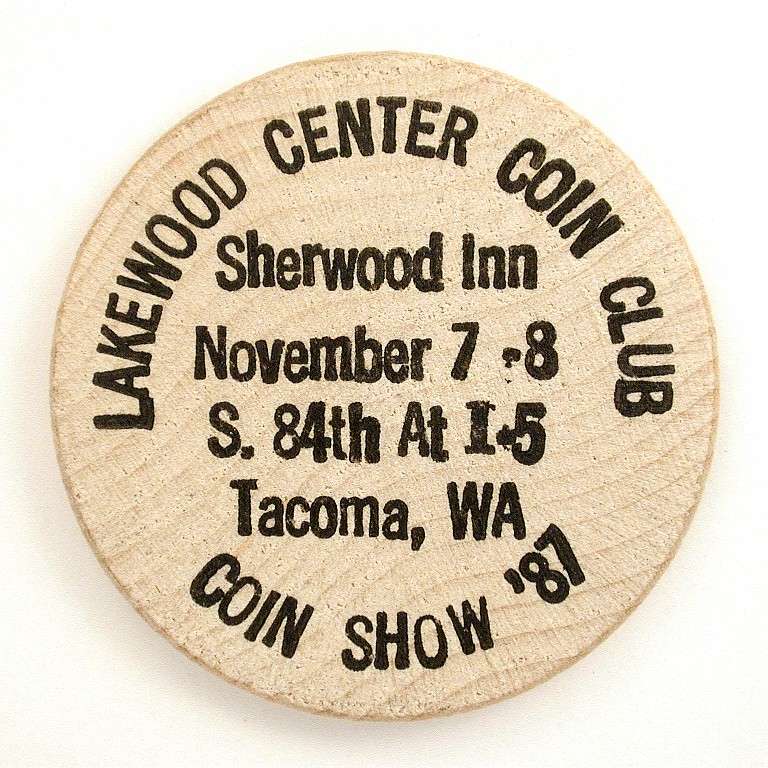 LAKEWOOD CENTER COIN CLUB
Sherwood Inn
November 7 -8
S. 84th At I-5
Tacoma, WA
COIN SHOW '87